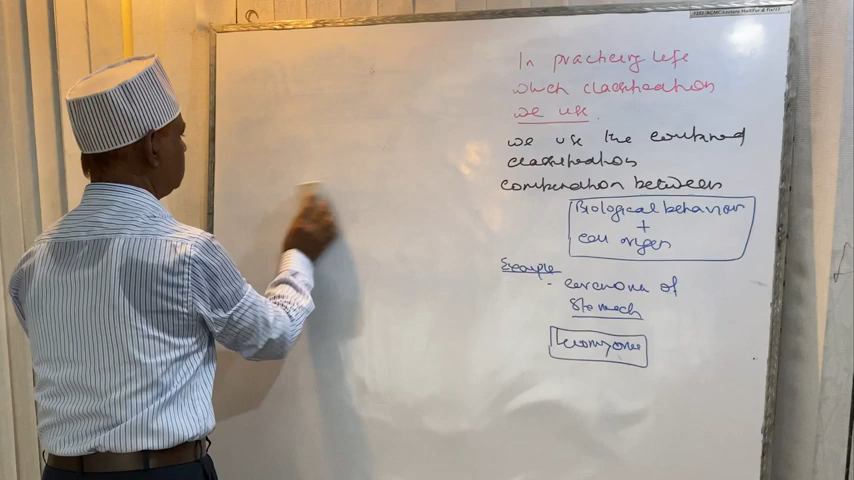 In practicing life
which classification
we use.
we use the combined
classification
combination between
Biological behavior
+
cell origin
Example
- carcinoma of
Stomach
Leiomyoma